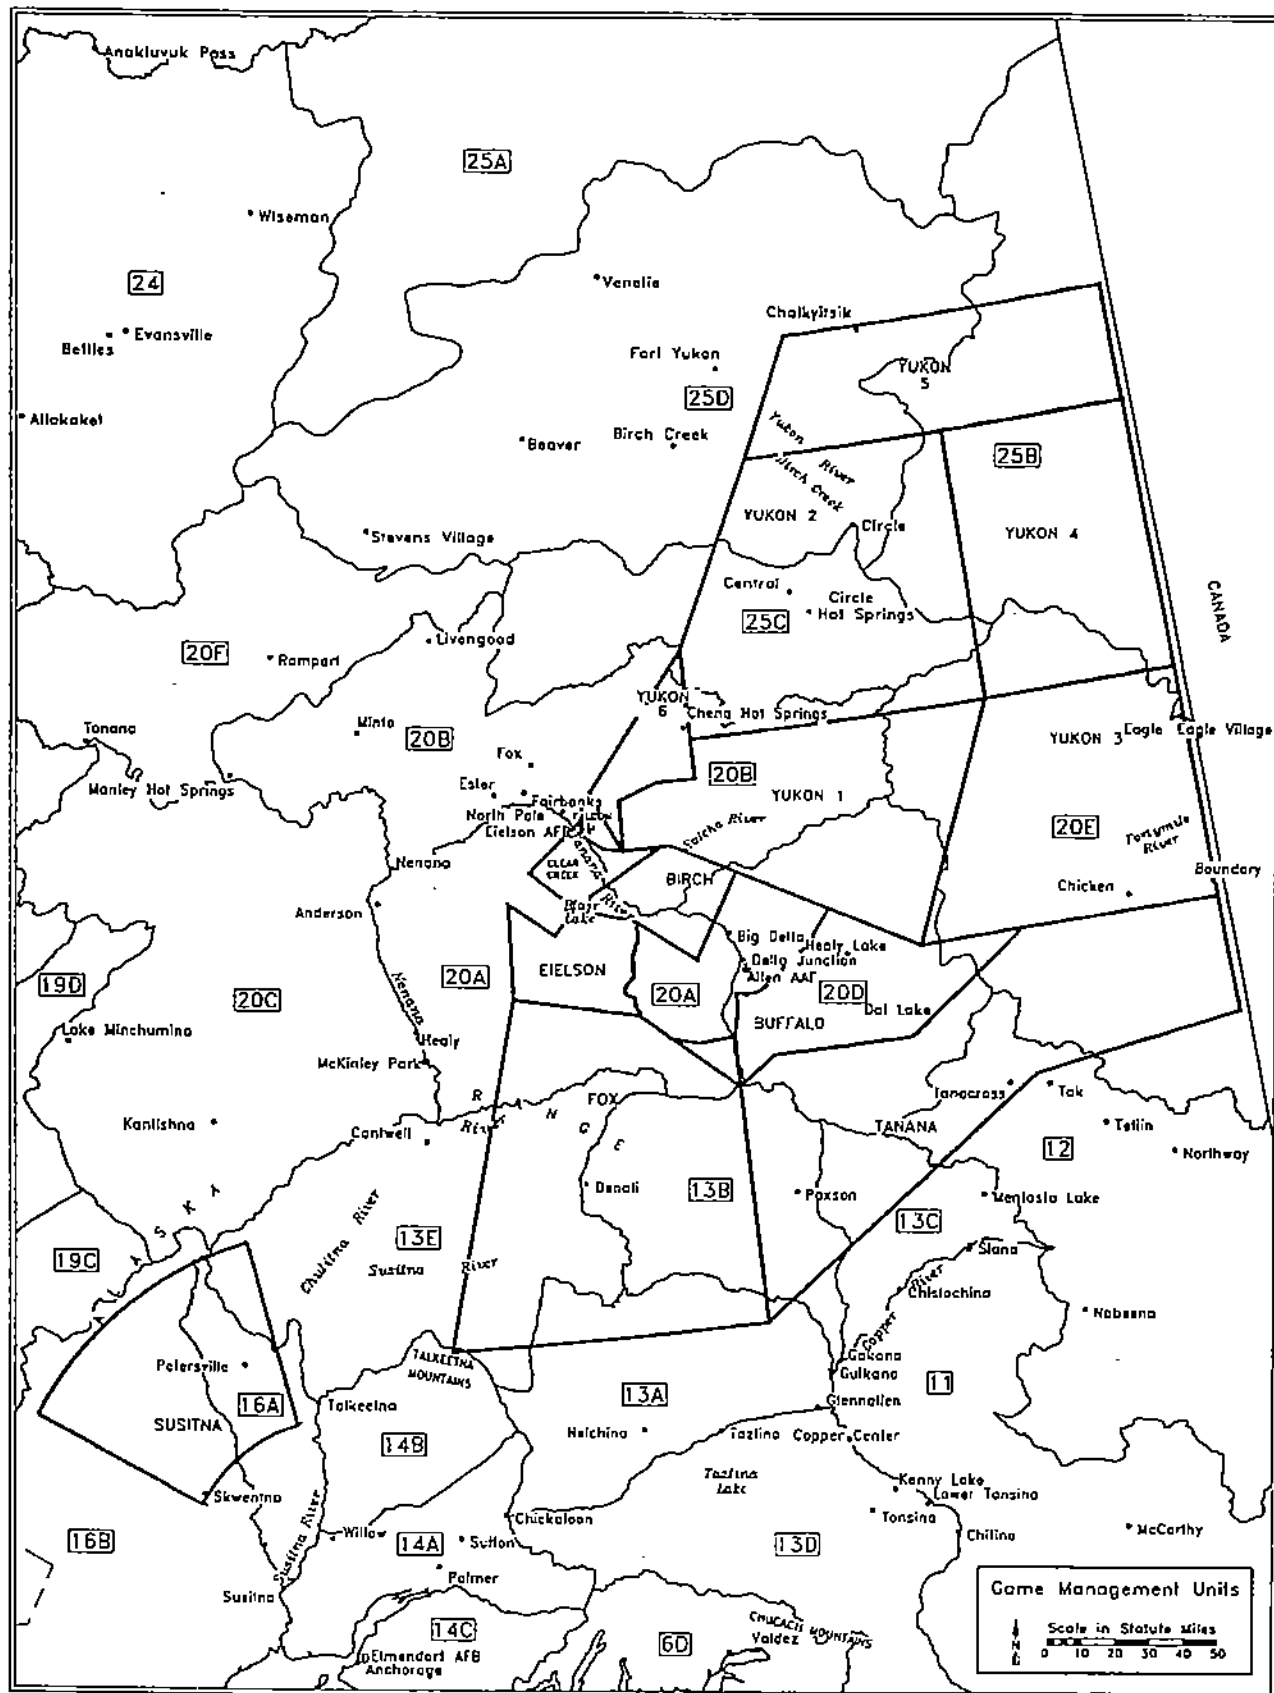 Anakluvuk Pass
25A
Wiseman
24
Venetie
Chalkyitsik
Evansville
Bettles
Fort Yukon
YUKON 5
25D
Allakaket
Yukon River
Birch Creek
Beaver
Birch Creek
25B
YUKON 2
Circle
YUKON 4
Stevens Village
Central
Circle Hot Springs
CANADA
25C
Livengood
20F
Rampart
YUKON 6
Chena Hot Springs
Tanana
Minto
20B
YUKON 3
Eagle
Eagle Village
Fox
20B
Manley Hot Springs
Ester
Fairbanks
YUKON 1
North Pole
Eielson AFB
Salcha River
20E
Fortymile River
Nenana
CLEAR CREEK
Tanana River
BIRCH
Boundary
Chicken
Anderson
Blair Lake
Big Delta
Healy Lake
Delta Junction
Allen AAF
19D
20C
Nenana
20A
EIELSON
20A
20D
Dot Lake
BUFFALO
Lake Minchumina
Healy
McKinley Park
Tanacross
Tok
RANGE
FOX
Kantishna
Cantwell
River
TANANA
Tetlin
12
Northway
Denali
13B
Paxson
Mentasta Lake
ALASKA
13C
Chulitna River
13E
Slana
19C
Susitna River
Chistochina
Copper River
Nabesna
Petersville
TALKEETNA MOUNTAINS
Gakona
Gulkana
16A
13A
11
Talkeetna
Glennallen
SUSITNA
14B
Nelchina
Tazlina
Copper Center
Tazlina Lake
Kenny Lake
Lower Tonsina
Skwentna
Chickaloon
Tonsina
16B
Susitna River
Willow
14A
Sutton
13D
Chitina
McCarthy
Palmer
Susitna
14C
6D
CHUGACH MOUNTAINS
Valdez
Elmendorf AFB
Anchorage
Game Management Units
N
Scale in Statute Miles
0 10 20 30 40 50